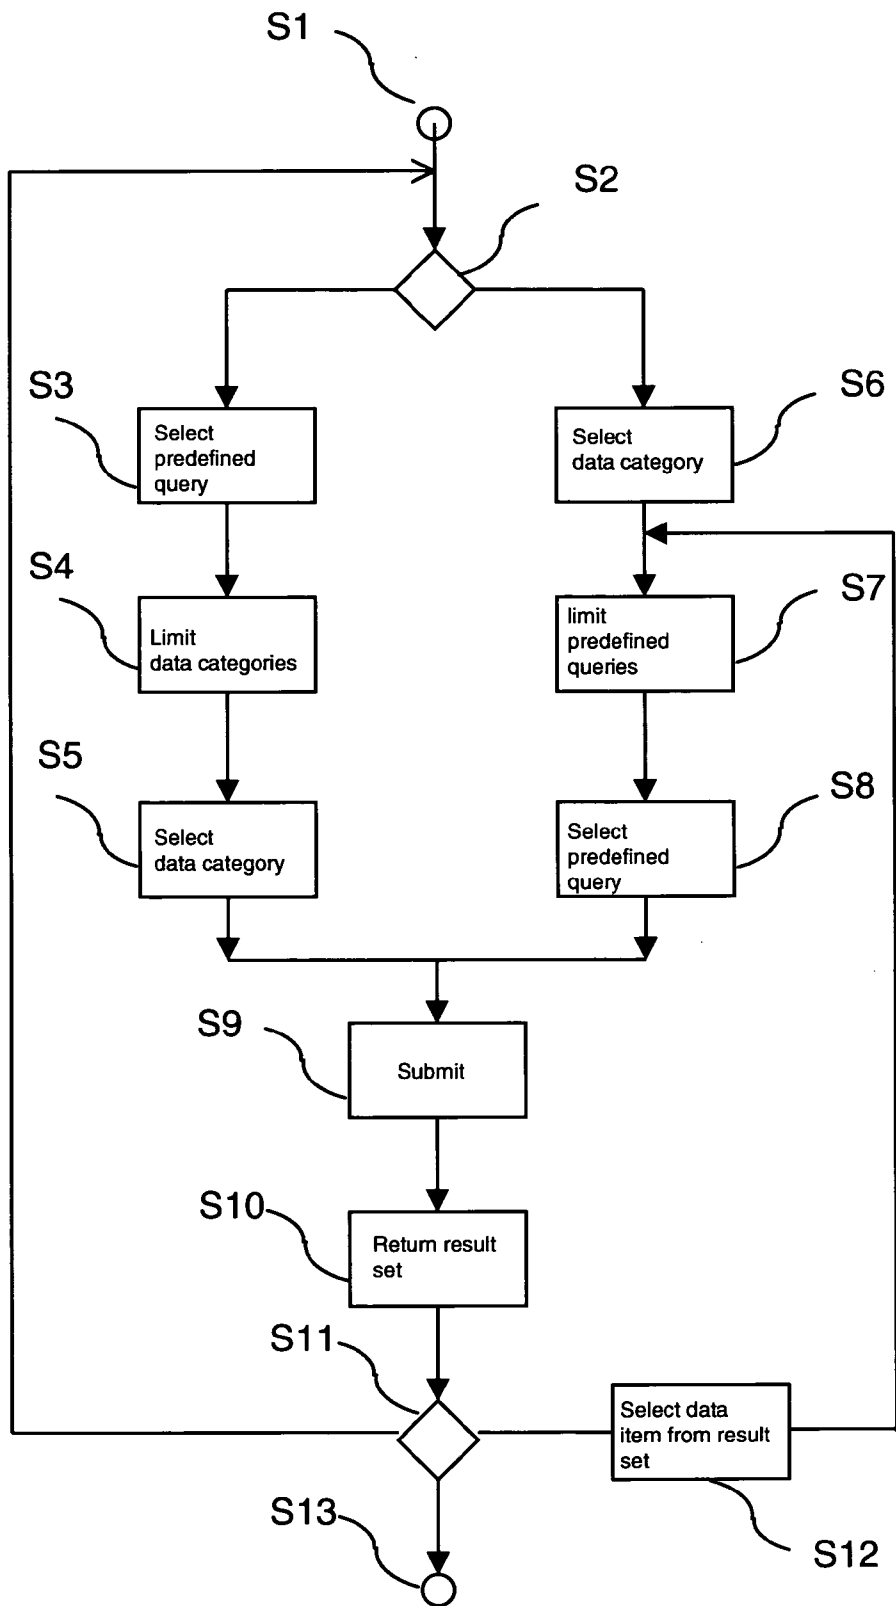 S1
S2
S3
Select
predefined
query
S6
Select
data category
S4
Limit
data categories
S7
limit
predefined
queries
S5
Select
data category
S8
Select
predefined
query
S9
Submit
S10
Return result
set
S11
Select data
item from result
set
S12
S13